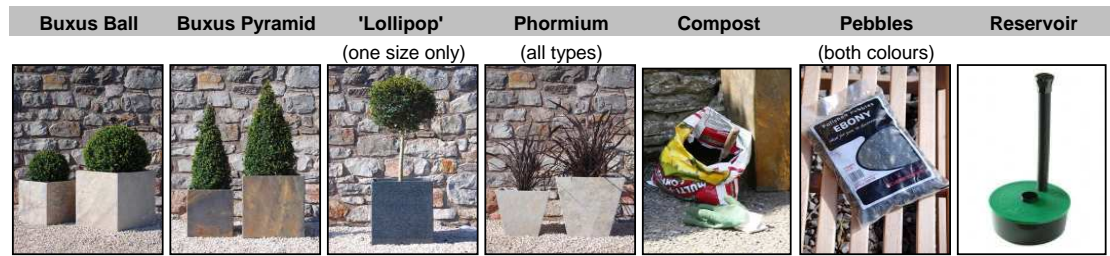 Buxus Ball Buxus Pyramid 'Lollipop' Phormium Compost Pebbles Reservoir
(one size only) (all types) (both colours)
EBONY